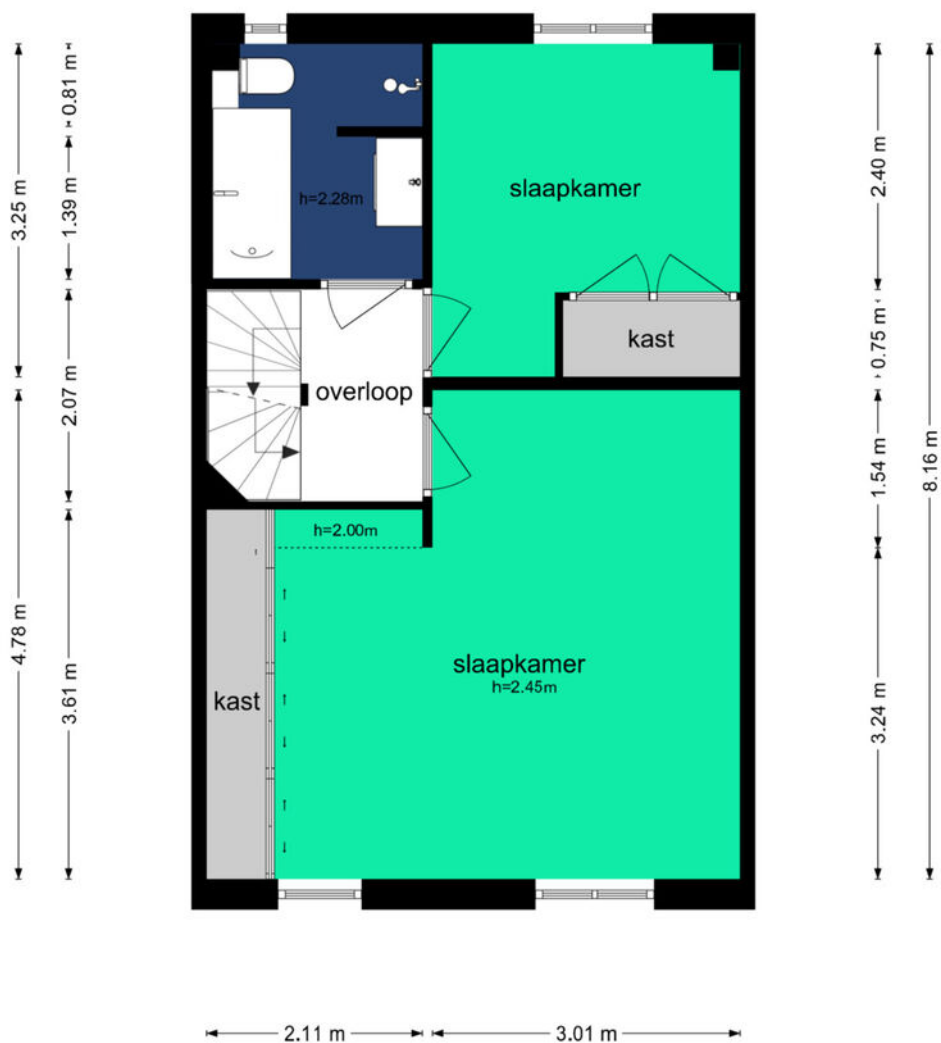 0.81 m
h=2.28m
slaapkamer
2.40 m
3.25 m
1.39 m
kast
0.75 m
overloop
2.07 m
1.54 m
8.16 m
h=2.00m
4.78 m
3.61 m
kast
slaapkamer
h=2.45m
3.24 m
2.11 m
3.01 m